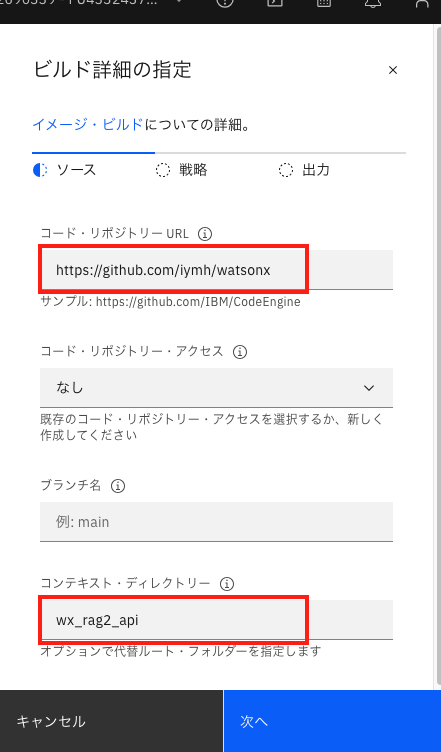 ビルド詳細の指定
イメージ・ビルドについての詳細。
ソース
戦略
出力
コード・リポジトリー URL
https://github.com/iymh/watsonx
サンプル: https://github.com/IBM/CodeEngine
コード・リポジトリー・アクセス
なし
既存のコード・リポジトリー・アクセスを選択するか、新しく
作成してください
ブランチ名
例: main
コンテキスト・ディレクトリー
wx_rag2_api
オプションで代替ルート・フォルダーを指定します
キャンセル
次へ